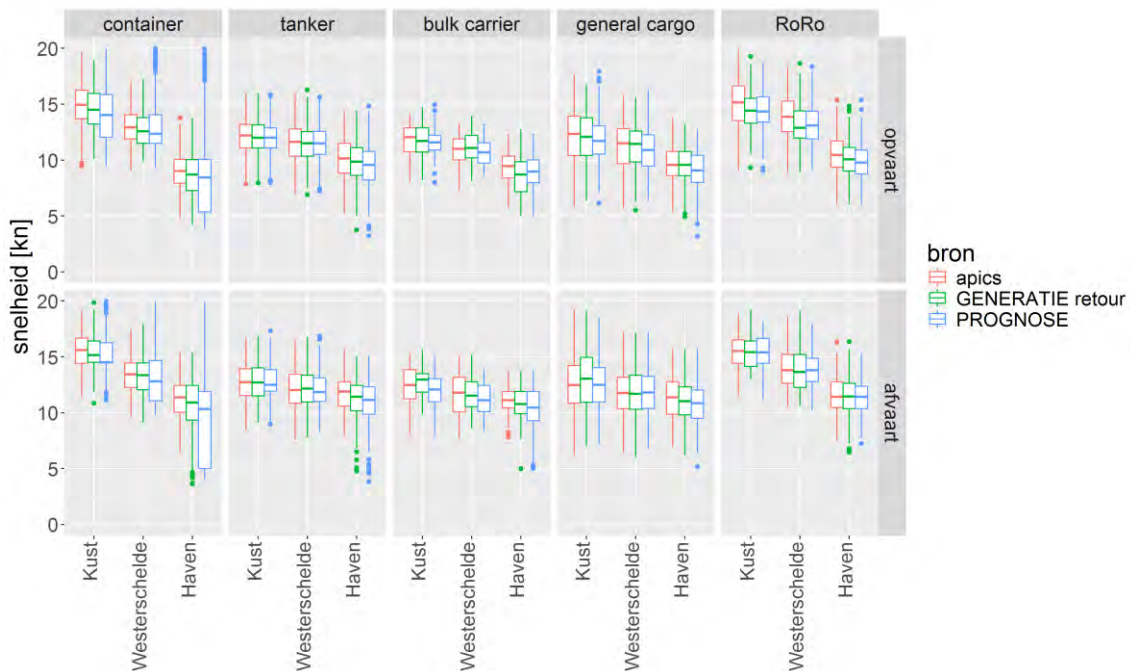 container tanker bulk carrier general cargo RoRo
20
15
10
5
0
opvaart
20
15
10
5
0
afvaart
snelheid [kn]
Kust Westerschelde Haven Kust Westerschelde Haven Kust Westerschelde Haven Kust Westerschelde Haven Kust Westerschelde Haven
bron
apics
GENERATIE retour
PROGNOSE